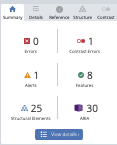 Summary Details Reference Structure Contrast
0 1
Errors Contrast Errors
1 8
Alerts Features
25 30
Structural Elements ARIA
View details ›